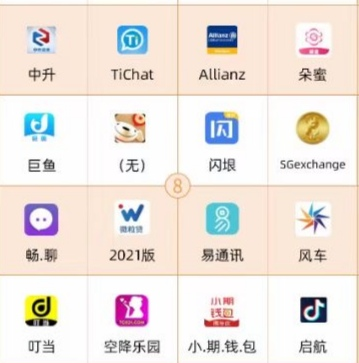 中升 TiChat Allianz 朵蜜
Allianz
巨鱼 （无） 闪垠 SGexchange
闪
8
微粒贷
畅.聊 2021版 易通讯 风车
小期
钱包
叮当 空降乐园 小.期.钱.包 启航